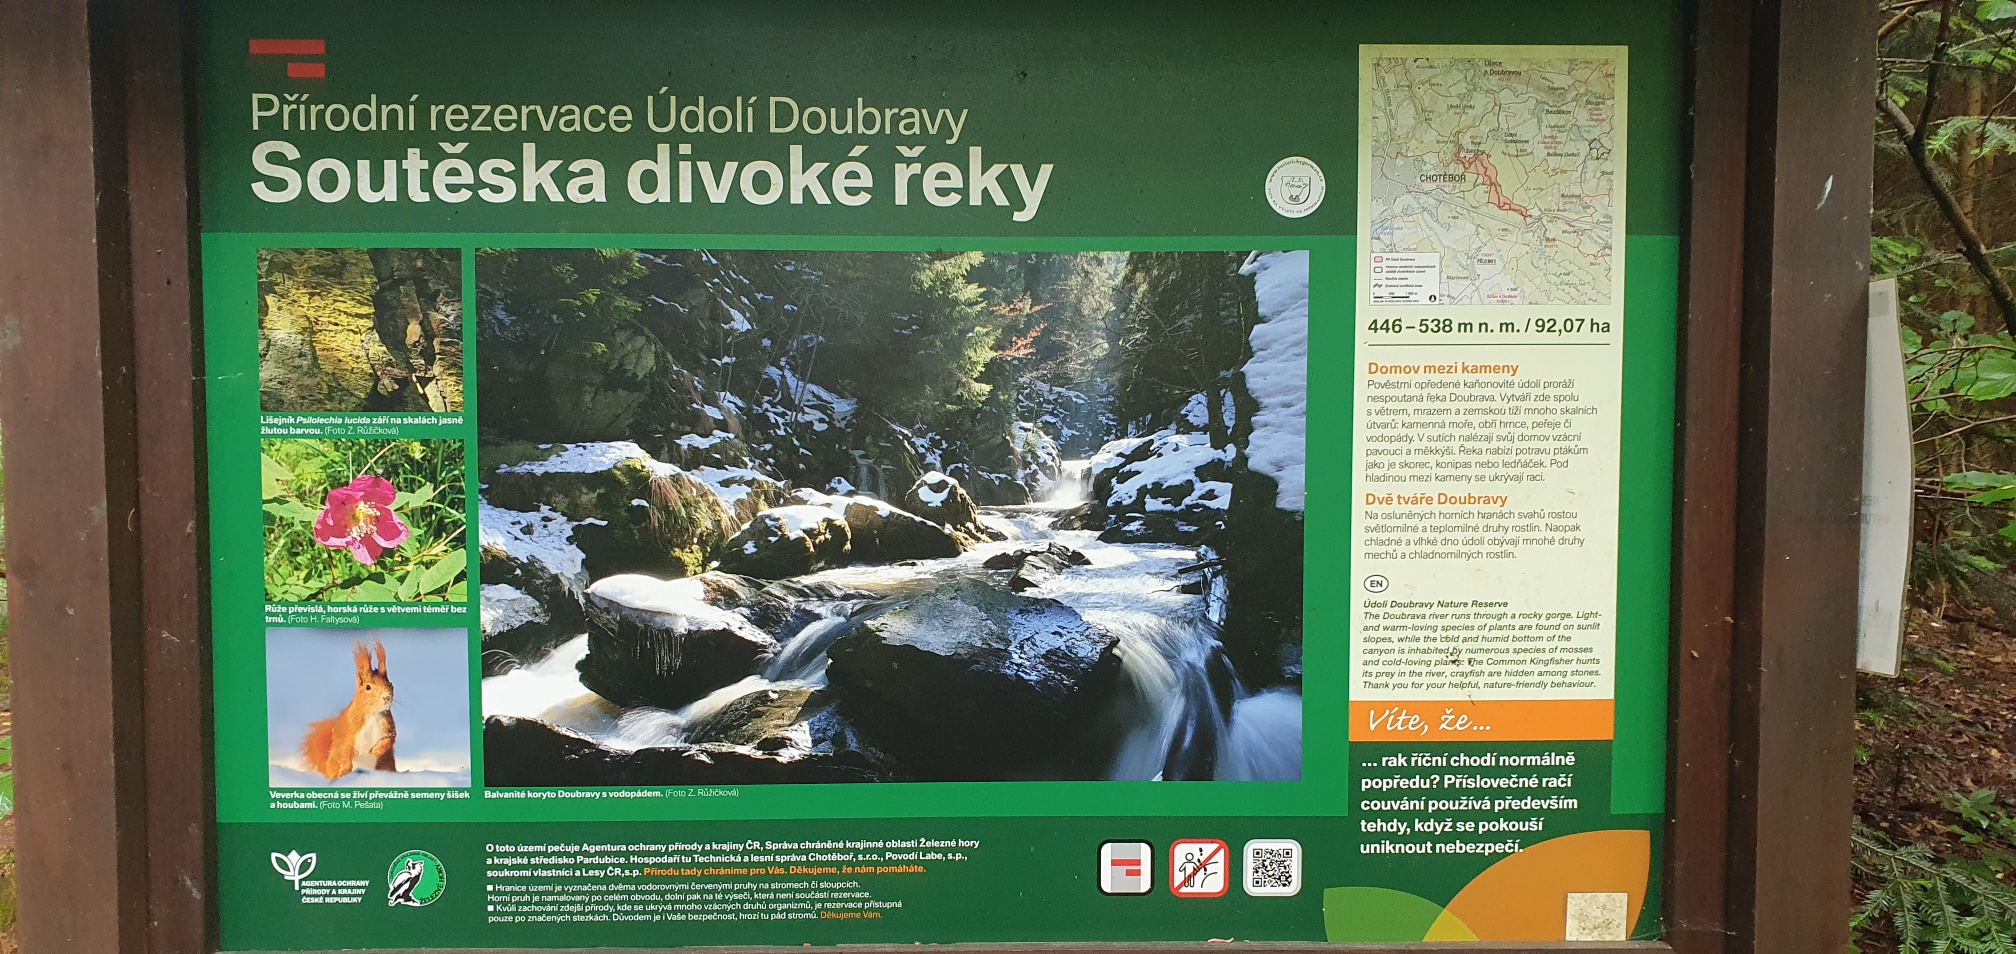 Přírodní rezervace Údolí Doubravy
Soutěska divoké řeky
Lišejník Psilolechia lucida září na skalách jasně
žlutou barvou. (Foto Z. Růžičková)
Růže převislá, horská růže s větvemi téměř bez
trnů. (Foto H. Faltysová)
Veverka obecná se živí převážně semeny šišek
a houbami. (Foto M. Pešata)
Balvanité koryto Doubravy s vodopádem. (Foto Z. Růžičková)
CHOTĚBOŘ
446 – 538 m n. m. / 92,07 ha
Domov mezi kameny
Pověstmi opředené kaňonovité údolí proráží
nespoutaná řeka Doubrava. Vytváří zde spolu
s větrem, mrazem a zemskou tíží mnoho skalních
útvarů: kamenná moře, obří hrnce, peřeje či
vodopády. V sutích nalézají svůj domov vzácní
pavouci a měkkýši. Řeka nabízí potravu ptákům
jako je skorec, konipas nebo ledňáček. Pod
hladinou mezi kameny se ukrývají raci.
Dvě tváře Doubravy
Na osluněných horních hranách svahů rostou
světlomilné a teplomilné druhy rostlin. Naopak
chladné a vlhké dno údolí obývají mnohé druhy
mechů a chladnomilných rostlin.
EN
Údolí Doubravy Nature Reserve
The Doubrava river runs through a rocky gorge. Light-
and warm-loving species of plants are found on sunlit
slopes, while the cold and humid bottom of the
canyon is inhabited by numerous species of mosses
and cold-loving plants. The Common Kingfisher hunts
its prey in the river, crayfish are hidden among stones.
Thank you for your helpful, nature-friendly behaviour.
Víte, že...
... rak říční chodí normálně
popředu? Příslovečné račí
couvání používá především
tehdy, když se pokouší
uniknout nebezpečí.
AGENTURA OCHRANY
PŘÍRODY A KRAJINY
ČESKÉ REPUBLIKY
O toto území pečuje Agentura ochrany přírody a krajiny ČR, Správa chráněné krajinné oblasti Železné hory
a krajské středisko Pardubice. Hospodaří tu Technická a lesní správa Chotěboř, s.r.o., Povodí Labe, s.p.,
soukromí vlastníci a Lesy ČR,s.p. Přírodu tady chráníme pro Vás. Děkujeme, že nám pomáháte.
Hranice území je vyznačena dvěma vodorovnými červenými pruhy na stromech či sloupcích.
Horní pruh je namalovaný po celém obvodu, dolní pak na té výseči, která není součástí rezervace.
Kvůli zachování zdejší přírody, kde se ukrývá mnoho vzácných druhů organizmů, je rezervace přístupná
pouze po značených stezkách. Důvodem je i Vaše bezpečnost, hrozí tu pád stromů. Děkujeme Vám.